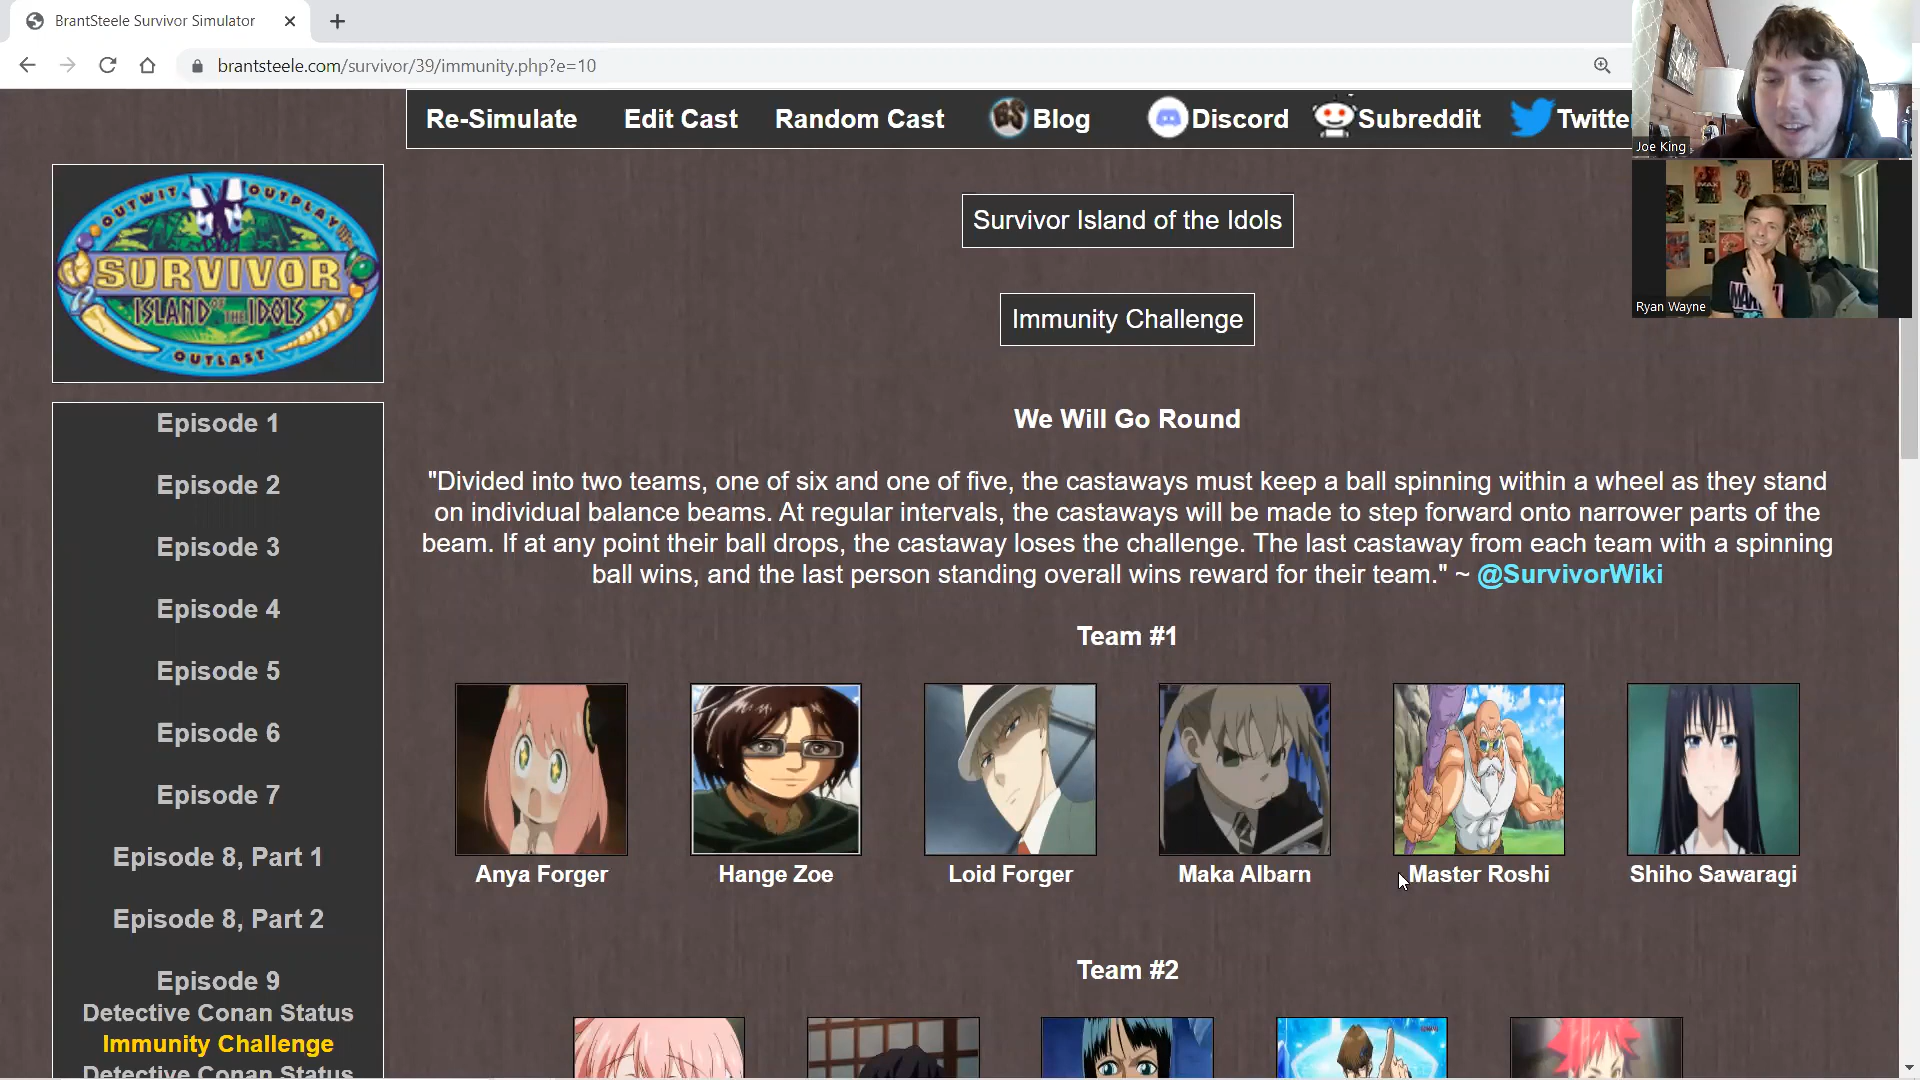 BrantSteele Survivor Simulator
brantsteele.com/survivor/39/immunity.php?e=10
Re-Simulate Edit Cast Random Cast BS Blog Discord Subreddit Twitte
Joe King
Ryan Wayne
OUTWIT OUTPLAY
SURVIVOR
ISLAND OF THE IDOLS
OUTLAST
Survivor Island of the Idols
Immunity Challenge
We Will Go Round
"Divided into two teams, one of six and one of five, the castaways must keep a ball spinning within a wheel as they stand
on individual balance beams. At regular intervals, the castaways will be made to step forward onto narrower parts of the
beam. If at any point their ball drops, the castaway loses the challenge. The last castaway from each team with a spinning
ball wins, and the last person standing overall wins reward for their team." ~ @SurvivorWiki
Team #1
Anya Forger Hange Zoe Loid Forger Maka Albarn Master Roshi Shiho Sawaragi
Team #2
Episode 1
Episode 2
Episode 3
Episode 4
Episode 5
Episode 6
Episode 7
Episode 8, Part 1
Episode 8, Part 2
Episode 9
Detective Conan Status
Immunity Challenge
Detective Conan Status